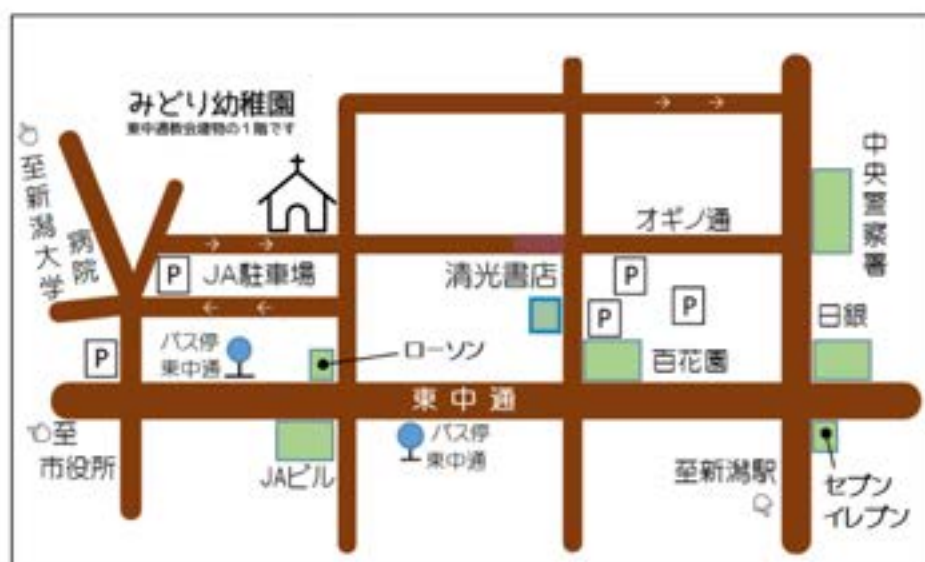 みどり幼稚園
東中通教会建物の1階です
至新潟大学
病院
中央警察署
オギノ通
→ →
→ →
P
JA駐車場
清光書店
P
P
P
← ←
日銀
バス停
東中通
ローソン
P
百花園
東中通
至
市役所
JAビル
バス停
東中通
至新潟駅
セブン
イレブン